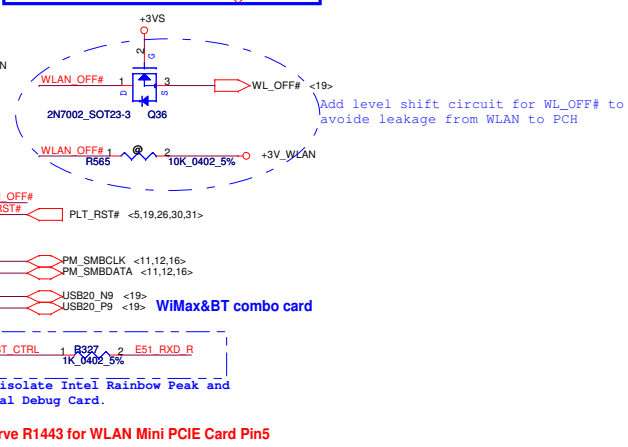 +3VS
2
G
N
WLAN_OFF# 1 3 WL_OFF# <19>
D S
2N7002_SOT23-3 Q36
Add level shift circuit for WL_OFF# to
avoide leakage from WLAN to PCH
WLAN_OFF# 1 @ 2 +3V_WLAN
R565 10K_0402_5%
_OFF#
RST#
PLT_RST# <5,19,26,30,31>
PM_SMBCLK <11,12,16>
PM_SMBDATA <11,12,16>
USB20_N9 <19>
USB20_P9 <19> WiMax&BT combo card
BT_CTRL 1 R327 2 E51_RXD_R
1K_0402_5%
isolate Intel Rainbow Peak and
al Debug Card.
rve R1443 for WLAN Mini PCIE Card Pin5